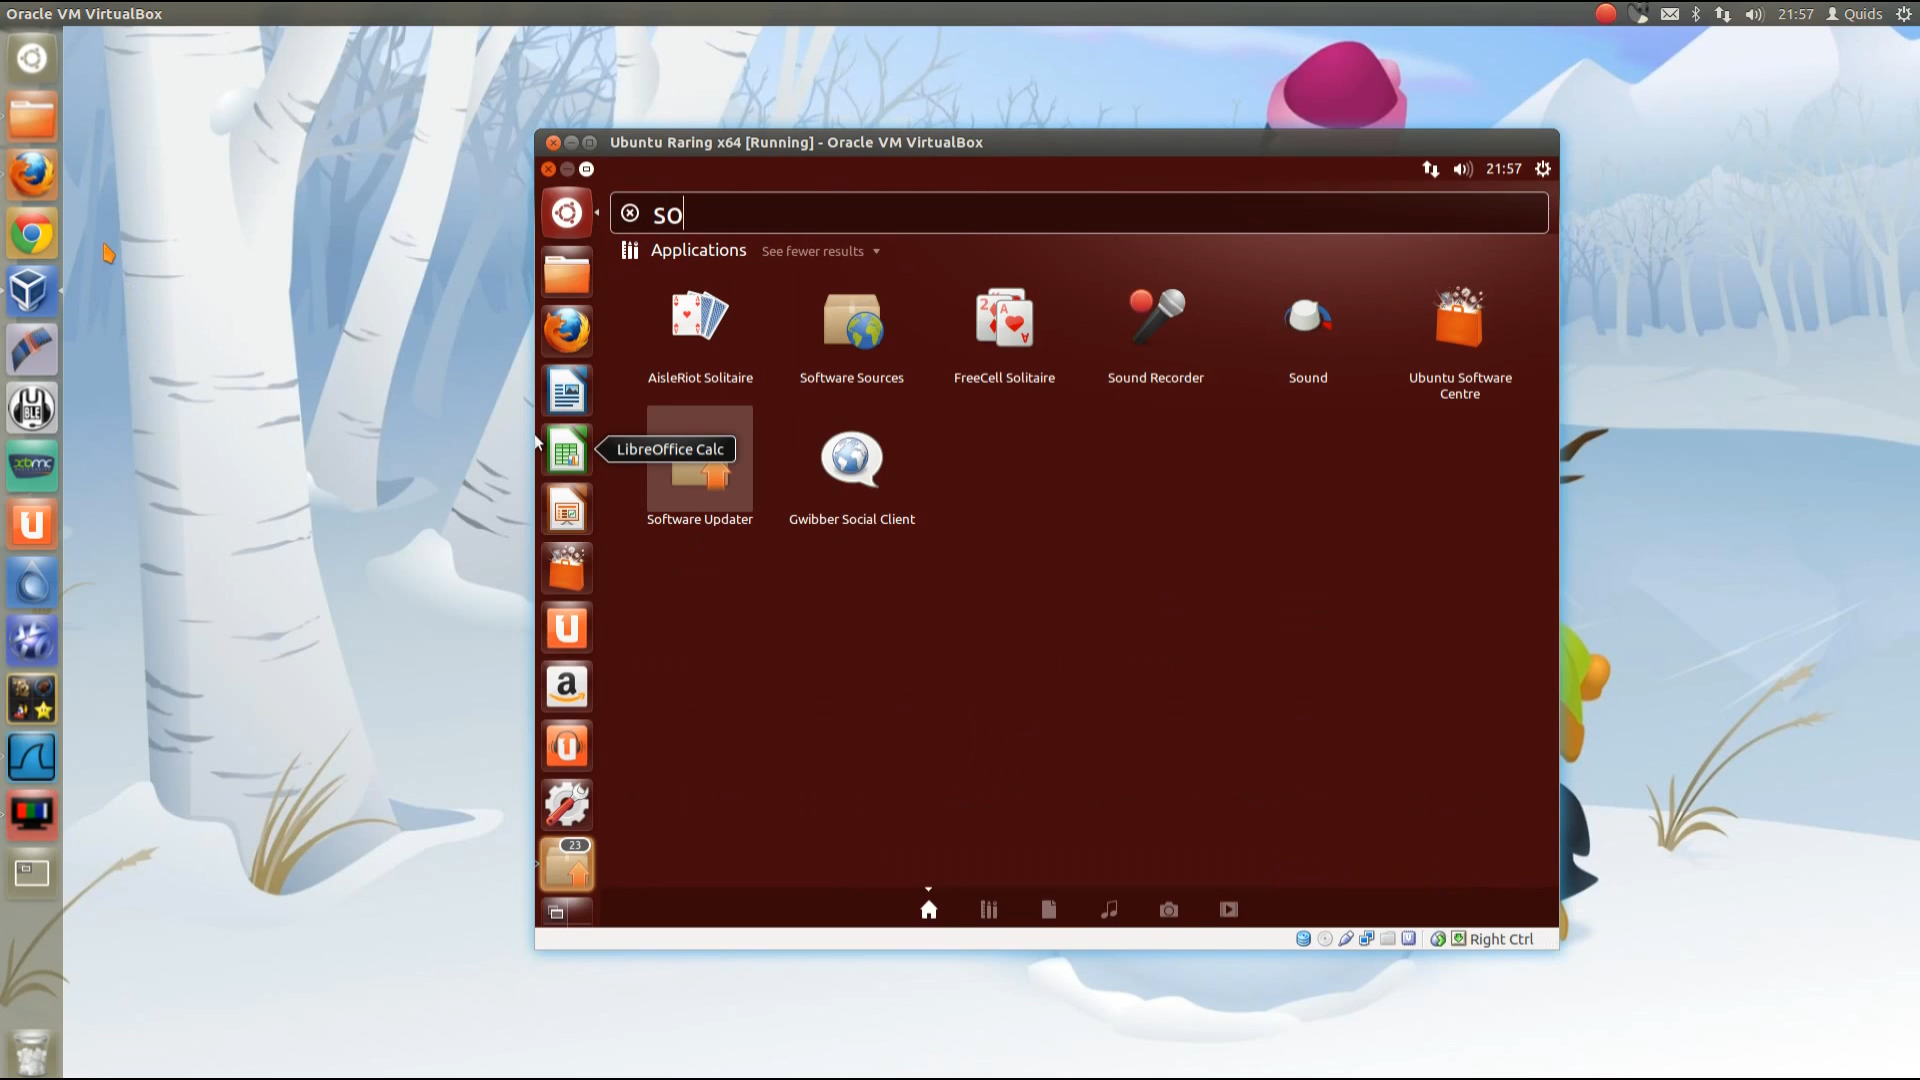 Oracle VM VirtualBox
21:57 Quids
Ubuntu Raring x64 [Running] - Oracle VM VirtualBox
21:57
so
Applications See fewer results
AisleRiot Solitaire
Software Sources
FreeCell Solitaire
Sound Recorder
Sound
Ubuntu Software
Centre
LibreOffice Calc
Software Updater
Gwibber Social Client
BLE
xbmc
U
U
a
U
23
Right Ctrl